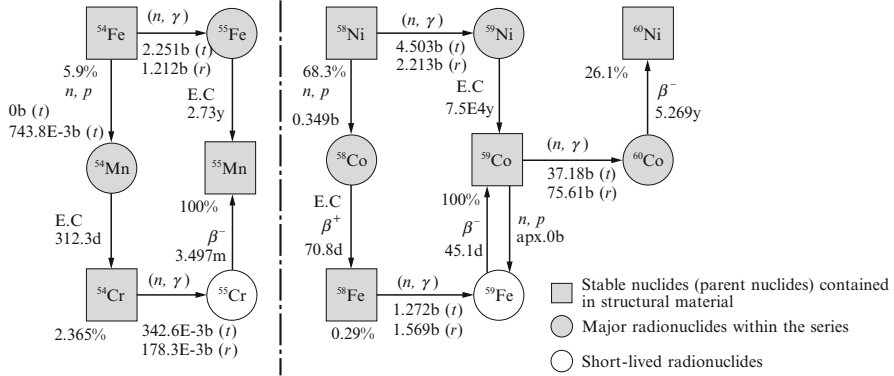 ⁵⁴Fe
(n, γ)
⁵⁵Fe
2.251b (t)
1.212b (r)
5.9%
n, p
0b (t)
743.8E-3b (t)
E.C
2.73y
⁵⁴Mn
⁵⁵Mn
100%
E.C
312.3d
β⁻
3.497m
⁵⁴Cr
(n, γ)
⁵⁵Cr
2.365%
342.6E-3b (t)
178.3E-3b (r)
⁵⁸Ni
(n, γ)
⁵⁹Ni
4.503b (t)
2.213b (r)
68.3%
n, p
0.349b
E.C
7.5E4y
⁶⁰Ni
26.1%
β⁻
5.269y
⁵⁸Co
⁵⁹Co
(n, γ)
⁶⁰Co
37.18b (t)
75.61b (r)
100%
E.C
β⁺
70.8d
β⁻
45.1d
n, p
apx.0b
⁵⁸Fe
(n, γ)
⁵⁹Fe
0.29%
1.272b (t)
1.569b (r)
Stable nuclides (parent nuclides) contained
in structural material
Major radionuclides within the series
Short-lived radionuclides